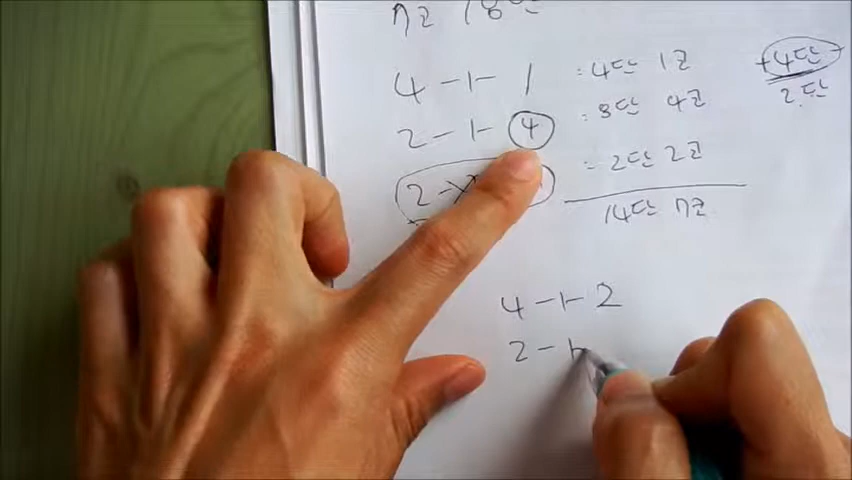 4-1-1 = 4단 1코
+4단
2-1-4 = 8단 4코
2단
= 2단 2코
14단 7코
4-1-2
2-1